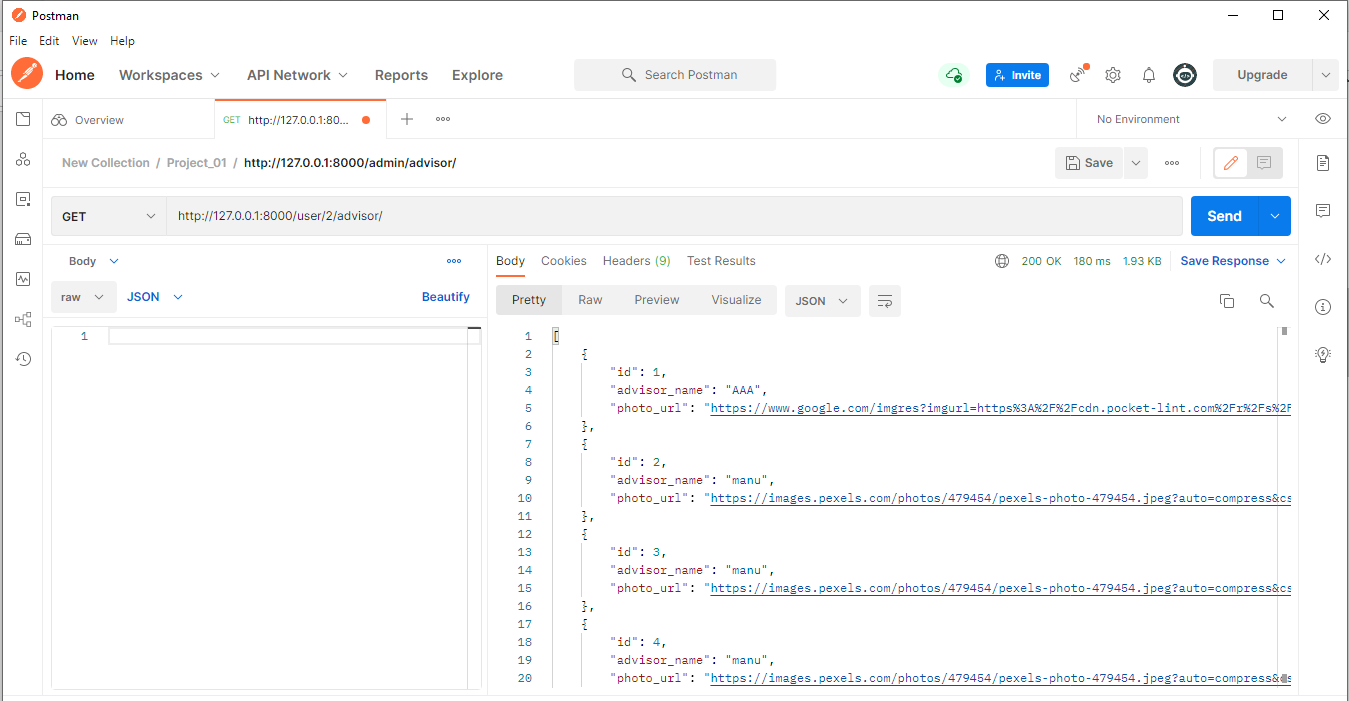 Postman
File Edit View Help
Home Workspaces API Network Reports Explore Search Postman Invite Upgrade
Overview GET http://127.0.0.1:80... No Environment
New Collection / Project_01 / http://127.0.0.1:8000/admin/advisor/ Save
GET http://127.0.0.1:8000/user/2/advisor/ Send
Body Body Cookies Headers (9) Test Results 200 OK 180 ms 1.93 KB Save Response
raw JSON Beautify Pretty Raw Preview Visualize JSON
1 1 [
2 {
3 "id": 1,
4 "advisor_name": "AAA",
5 "photo_url": "https://www.google.com/imgres?imgurl=https%3A%2F%2Fcdn.pocket-lint.com%2Fr%2Fs%2F
6 },
7 {
8 "id": 2,
9 "advisor_name": "manu",
10 "photo_url": "https://images.pexels.com/photos/479454/pexels-photo-479454.jpeg?auto=compress&cs
11 },
12 {
13 "id": 3,
14 "advisor_name": "manu",
15 "photo_url": "https://images.pexels.com/photos/479454/pexels-photo-479454.jpeg?auto=compress&cs
16 },
17 {
18 "id": 4,
19 "advisor_name": "manu",
20 "photo_url": "https://images.pexels.com/photos/479454/pexels-photo-479454.jpeg?auto=compress&cs